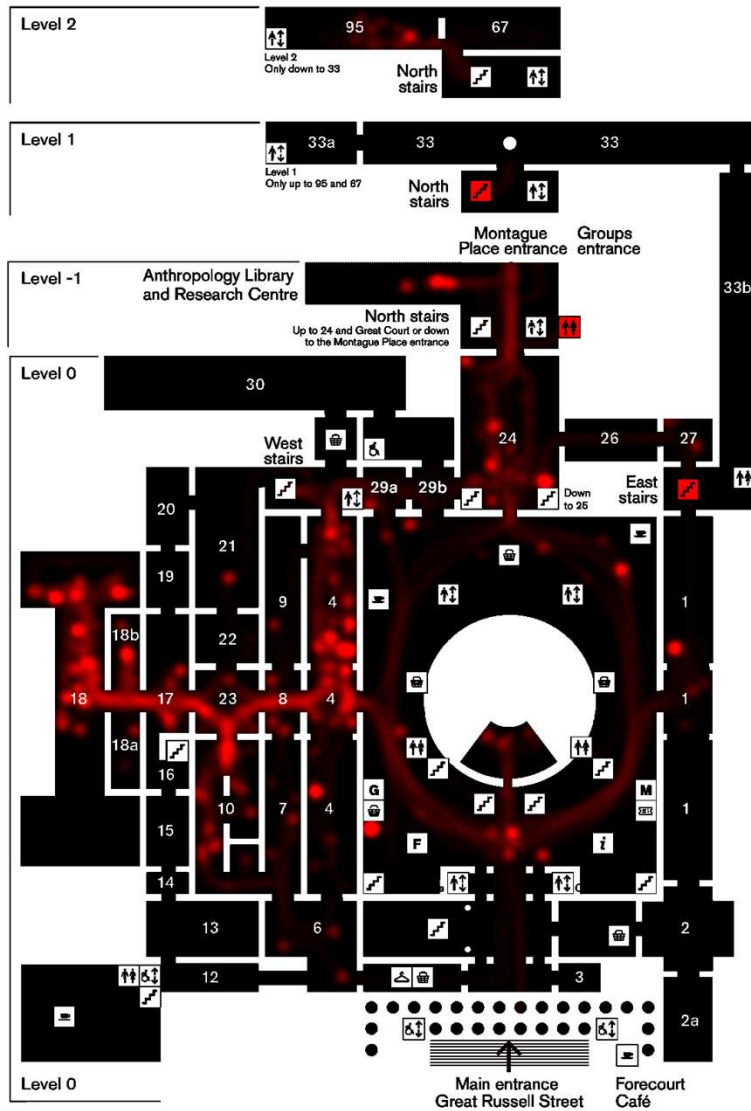 Level 2
95
67
Level 2
Only down to 33
North
stairs
Level 1
33a
33
33
Level 1
Only up to 95 and 67
North
stairs
Montague
Place entrance
Groups
entrance
33b
Level -1
Anthropology Library
and Research Centre
North stairs
Up to 24 and Great Court or down
to the Montague Place entrance
Level 0
30
24
26
27
West
stairs
29a
29b
Down
to 25
East
stairs
20
21
19
9
4
1
18b
22
18
17
23
8
4
1
18a
16
10
7
4
1
15
G
M
F
i
14
13
6
2
12
3
2a
Level 0
Main entrance
Great Russell Street
Forecourt
Café